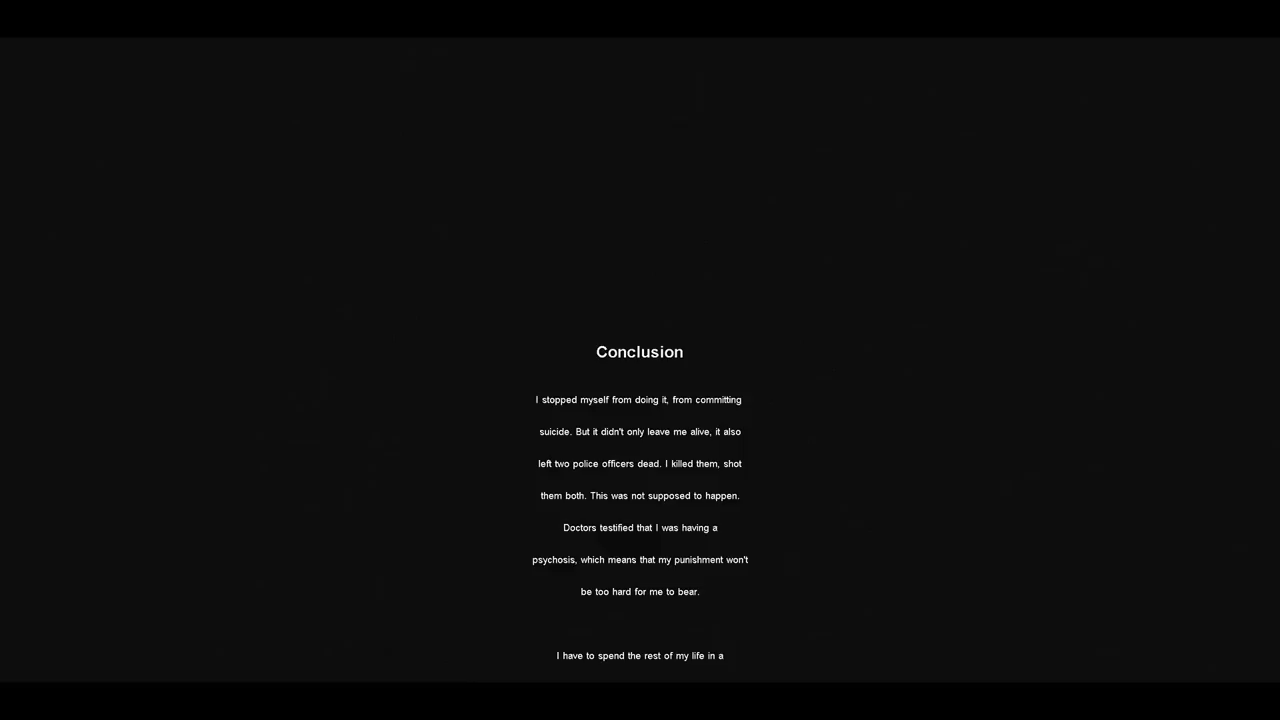 Conclusion
I stopped myself from doing it, from committing
suicide. But it didn't only leave me alive, it also
left two police officers dead. I killed them, shot
them both. This was not supposed to happen.
Doctors testified that I was having a
psychosis, which means that my punishment won't
be too hard for me to bear.
I have to spend the rest of my life in a